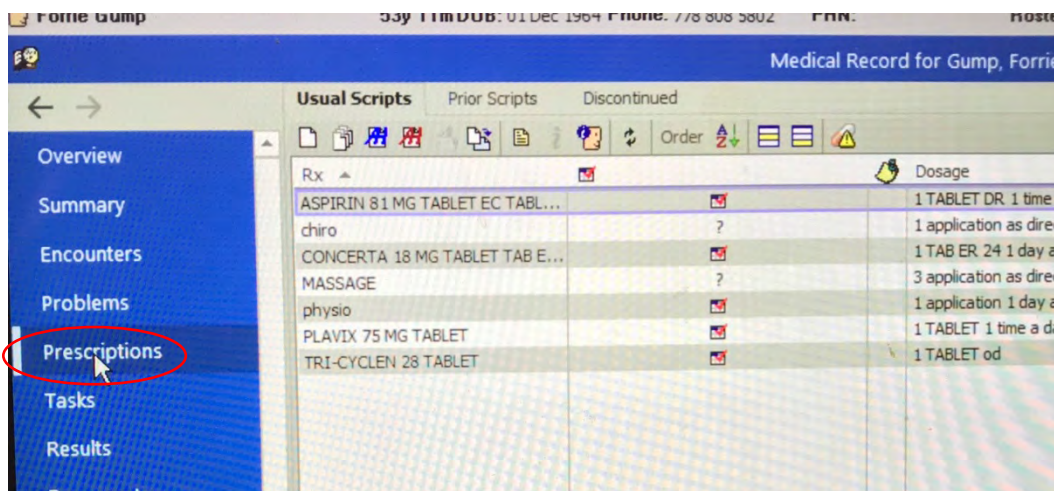 Forrie Gump 53y 11m DOB: 01 Dec 1964 Phone: 778 808 5802 PHN:
Medical Record for Gump, Forrie
Usual Scripts Prior Scripts Discontinued
Order
Overview
Rx Dosage
ASPIRIN 81 MG TABLET EC TABL... 1 TABLET DR 1 time
Summary
chiro ? 1 application as dire
Encounters
CONCERTA 18 MG TABLET TAB E... 1 TAB ER 24 1 day a
MASSAGE ? 3 application as dire
Problems
physio 1 application 1 day a
PLAVIX 75 MG TABLET 1 TABLET 1 time a da
Prescriptions
TRI-CYCLEN 28 TABLET 1 TABLET od
Tasks
Results